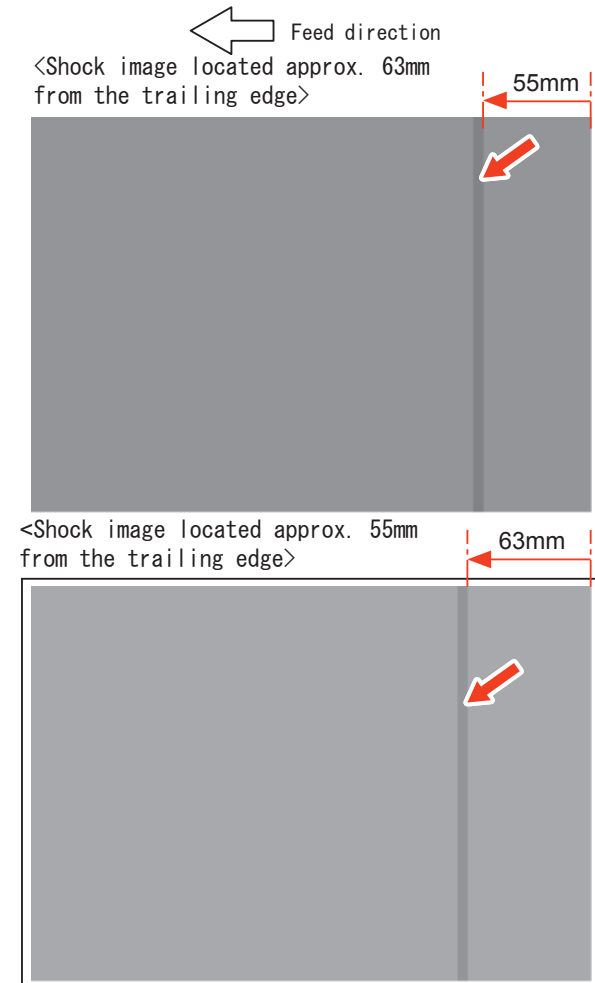 Feed direction
<Shock image located approx. 63mm
from the trailing edge>
55mm
<Shock image located approx. 55mm
from the trailing edge>
63mm